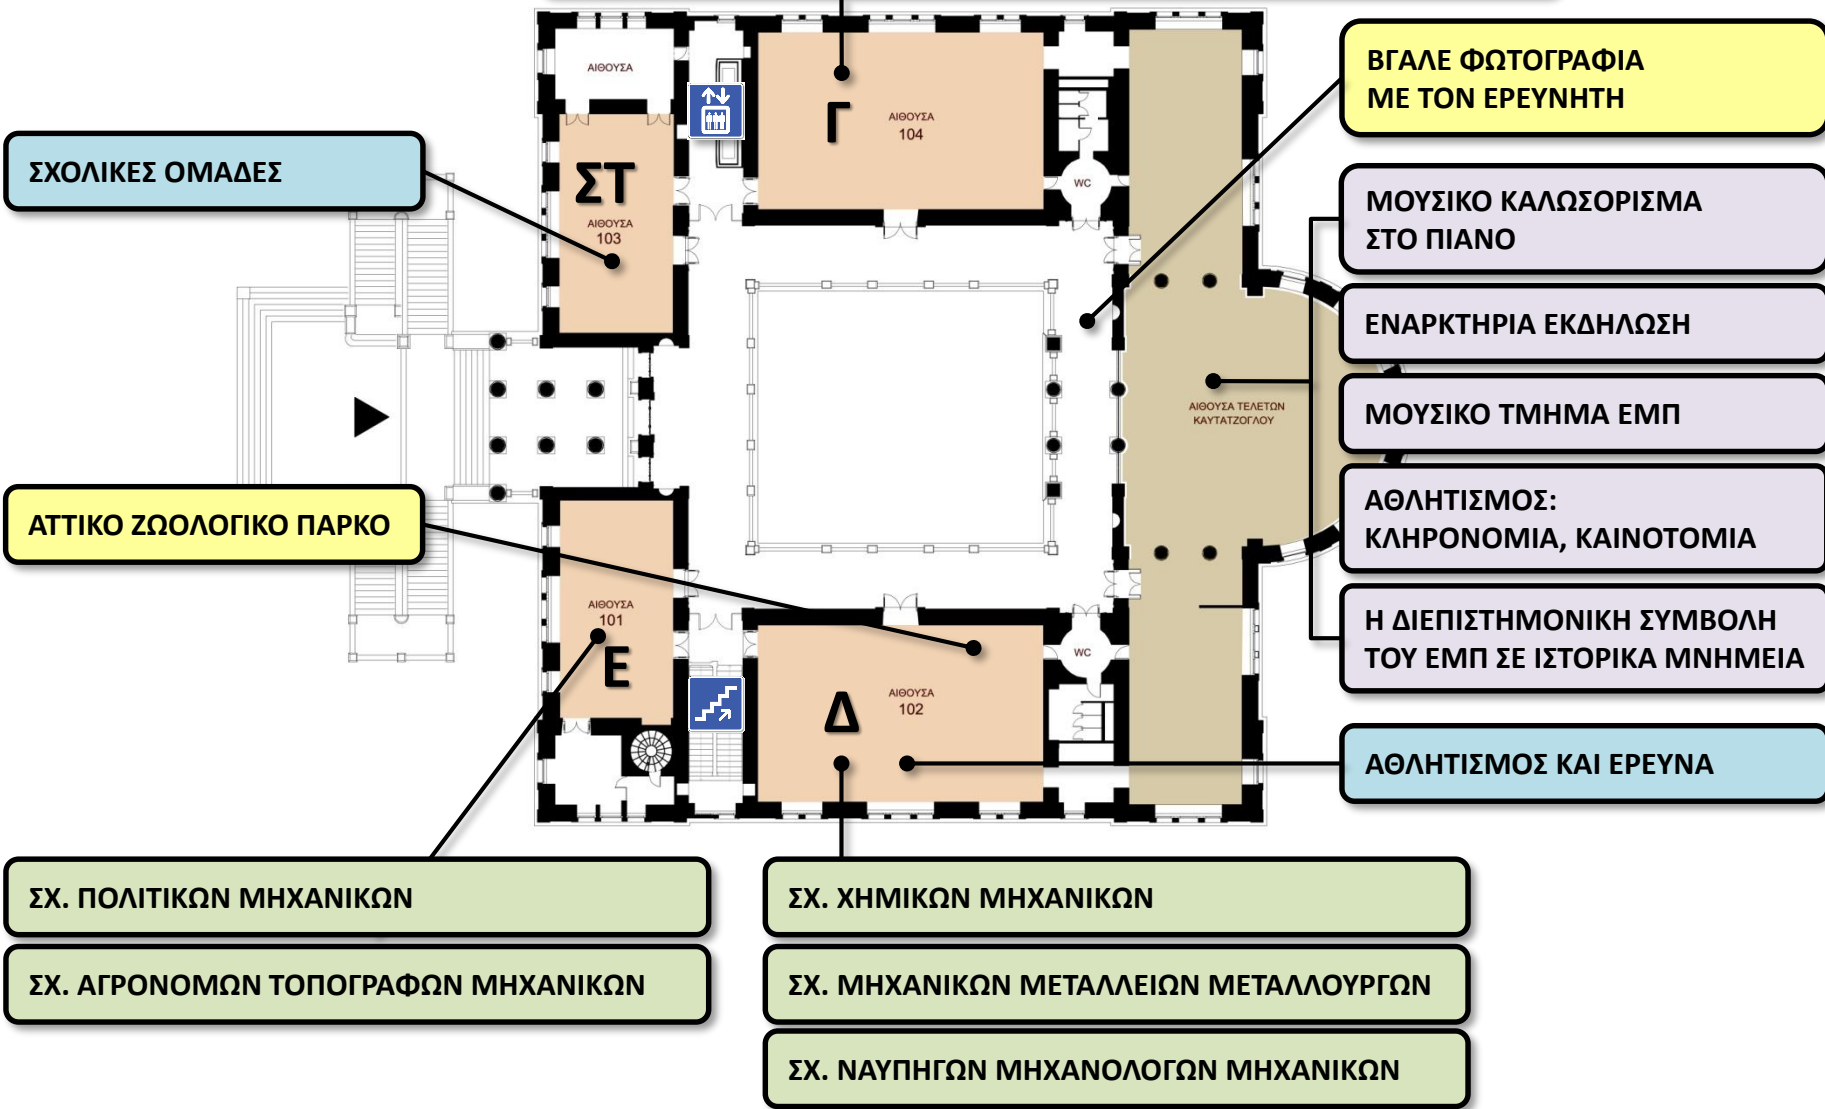 ΑΙΘΟΥΣΑ
Γ
ΑΙΘΟΥΣΑ
104
ΒΓΑΛΕ ΦΩΤΟΓΡΑΦΙΑ
ΜΕ ΤΟΝ ΕΡΕΥΝΗΤΗ
ΣΧΟΛΙΚΕΣ ΟΜΑΔΕΣ
ΣΤ
ΑΙΘΟΥΣΑ
103
WC
ΜΟΥΣΙΚΟ ΚΑΛΩΣΟΡΙΣΜΑ
ΣΤΟ ΠΙΑΝΟ
ΕΝΑΡΚΤΗΡΙΑ ΕΚΔΗΛΩΣΗ
ΑΙΘΟΥΣΑ ΤΕΛΕΤΩΝ
ΚΑΥΤΑΤΖΟΓΛΟΥ
ΜΟΥΣΙΚΟ ΤΜΗΜΑ ΕΜΠ
ΑΘΛΗΤΙΣΜΟΣ:
ΚΛΗΡΟΝΟΜΙΑ, ΚΑΙΝΟΤΟΜΙΑ
ΑΤΤΙΚΟ ΖΩΟΛΟΓΙΚΟ ΠΑΡΚΟ
ΑΙΘΟΥΣΑ
101
Ε
WC
Η ΔΙΕΠΙΣΤΗΜΟΝΙΚΗ ΣΥΜΒΟΛΗ
ΤΟΥ ΕΜΠ ΣΕ ΙΣΤΟΡΙΚΑ ΜΝΗΜΕΙΑ
Δ
ΑΙΘΟΥΣΑ
102
ΑΘΛΗΤΙΣΜΟΣ ΚΑΙ ΕΡΕΥΝΑ
ΣΧ. ΠΟΛΙΤΙΚΩΝ ΜΗΧΑΝΙΚΩΝ
ΣΧ. ΑΓΡΟΝΟΜΩΝ ΤΟΠΟΓΡΑΦΩΝ ΜΗΧΑΝΙΚΩΝ
ΣΧ. ΧΗΜΙΚΩΝ ΜΗΧΑΝΙΚΩΝ
ΣΧ. ΜΗΧΑΝΙΚΩΝ ΜΕΤΑΛΛΕΙΩΝ ΜΕΤΑΛΛΟΥΡΓΩΝ
ΣΧ. ΝΑΥΠΗΓΩΝ ΜΗΧΑΝΟΛΟΓΩΝ ΜΗΧΑΝΙΚΩΝ